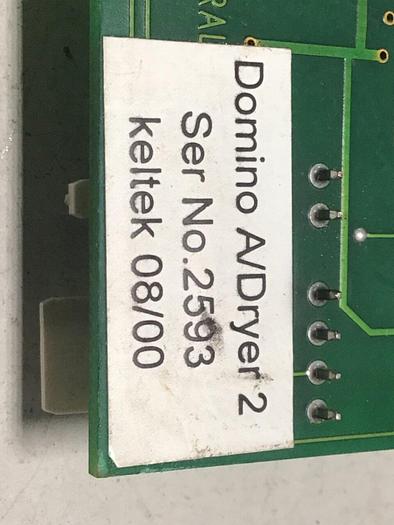 Domino A/Dryer 2
Ser No.2593
keltek 08/00